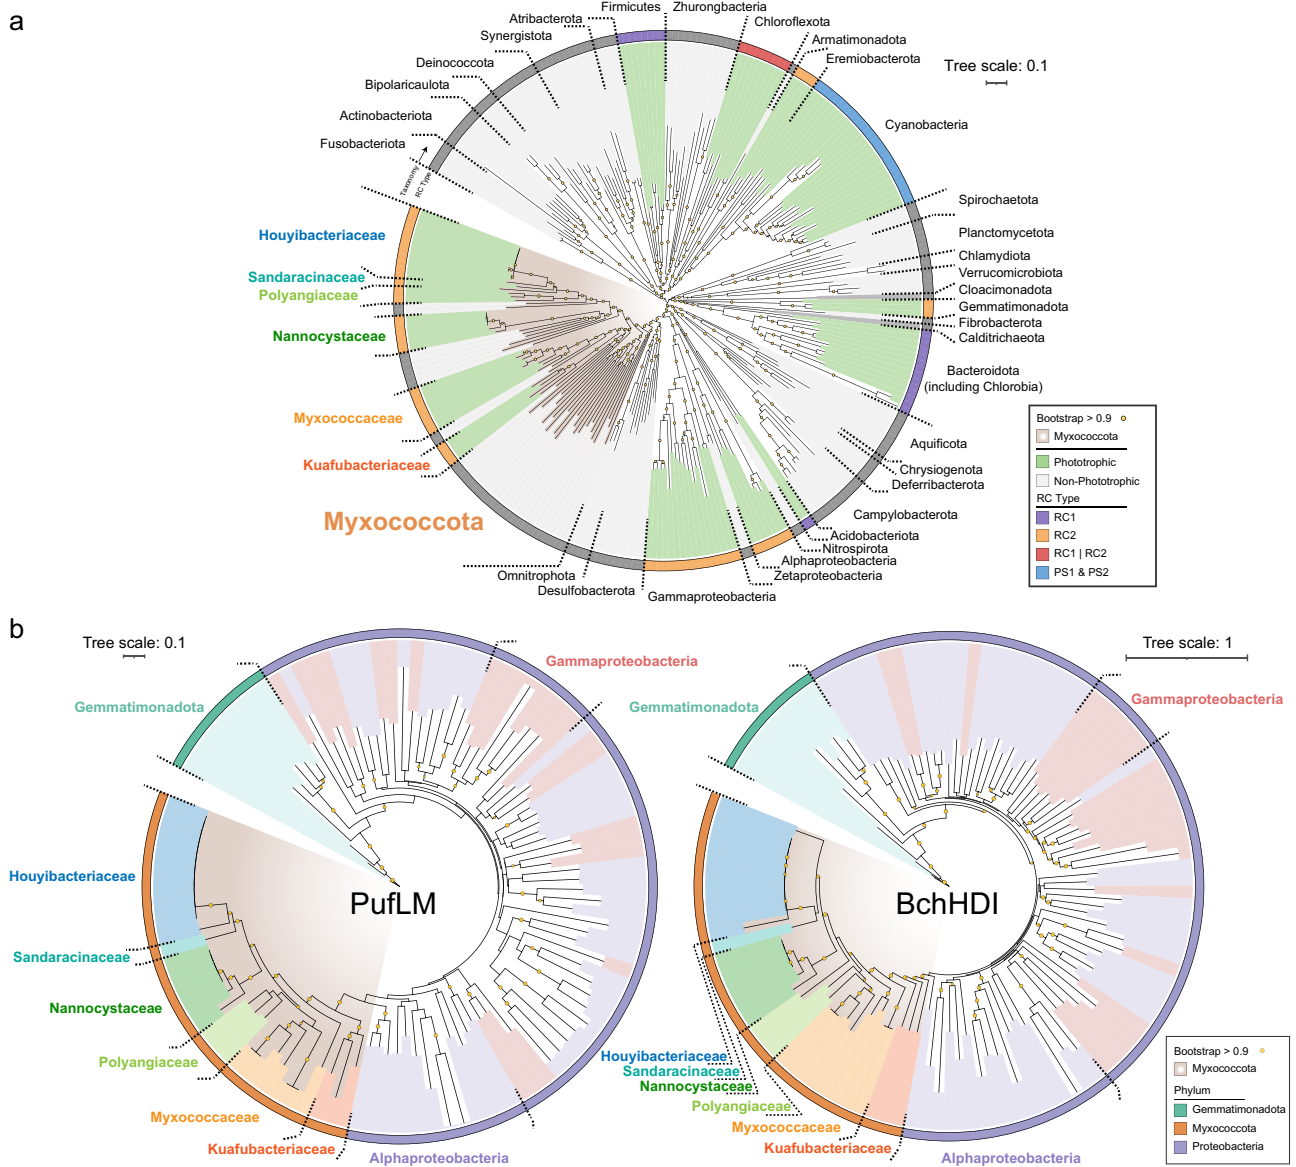 a
Firmicutes
Zhurongbacteria
Atribacterota
Chloroflexota
Synergistota
Armatimonadota
Eremiobacterota
Deinococcota
Tree scale: 0.1
Bipolaricaulota
Actinobacteriota
Cyanobacteria
Fusobacteriota
Taxonomy
RC Type
Spirochaetota
Houyibacteriaceae
Planctomycetota
Chlamydiota
Sandaracinaceae
Verrucomicrobiota
Polyangiaceae
Cloacimonadota
Gemmatimonadota
Fibrobacterota
Nannocystaceae
Calditrichaeota
Bacteroidota
(including Chlorobia)
Myxococcaceae
Aquificota
Kuafubacteriaceae
Chrysiogenota
Deferribacterota
Myxococcota
Campylobacterota
Acidobacteriota
Nitrospirota
Alphaproteobacteria
Omnitrophota
Zetaproteobacteria
Desulfobacterota
Gammaproteobacteria
Bootstrap > 0.9
Myxococcota
Phototrophic
Non-Phototrophic
RC Type
RC1
RC2
RC1 | RC2
PS1 & PS2
b
Tree scale: 0.1
Gammaproteobacteria
Gemmatimonadota
Houyibacteriaceae
PufLM
Sandaracinaceae
Nannocystaceae
Polyangiaceae
Myxococcaceae
Kuafubacteriaceae
Alphaproteobacteria
Tree scale: 1
Gammaproteobacteria
Gemmatimonadota
BchHDI
Houyibacteriaceae
Sandaracinaceae
Nannocystaceae
Polyangiaceae
Myxococcaceae
Kuafubacteriaceae
Alphaproteobacteria
Bootstrap > 0.9
Myxococcota
Phylum
Gemmatimonadota
Myxococcota
Proteobacteria